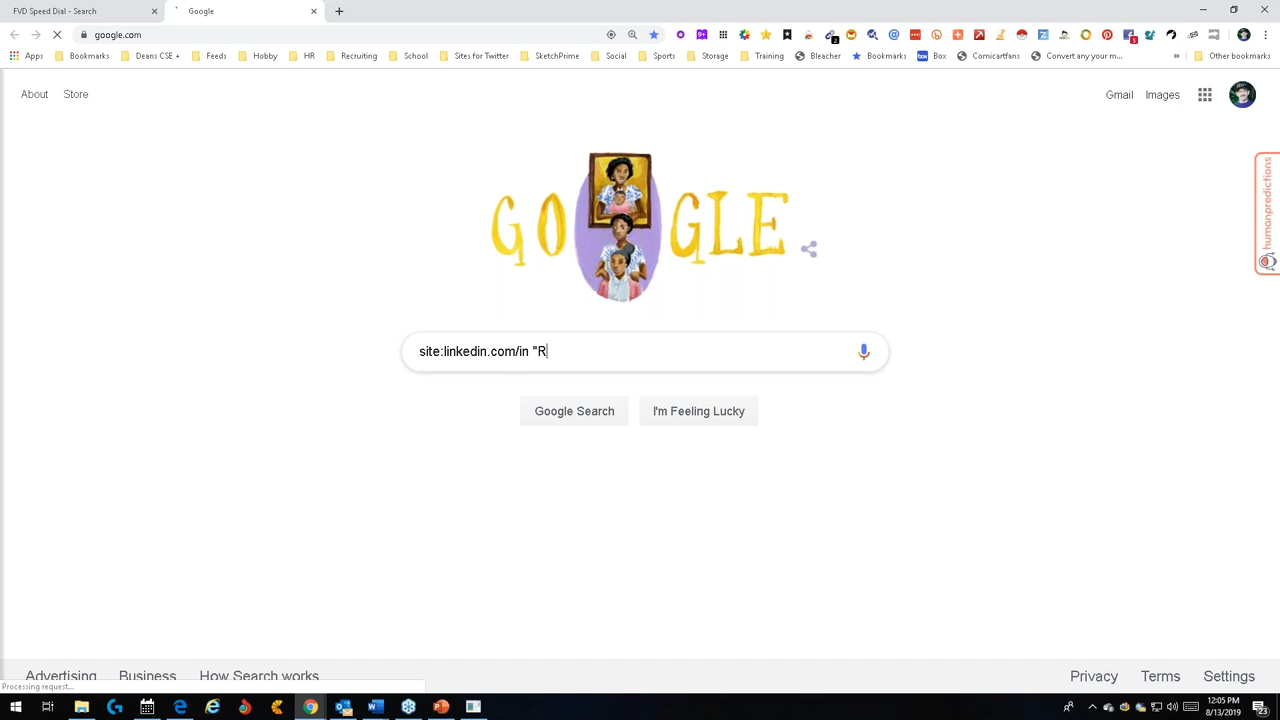 FVD Speed Dial - Search
Google
google.com
Apps Bookmarks Deans CSE + Feeds Hobby HR Recruiting School Sites for Twitter SketchPrime Social Sports Storage Training Bleacher Bookmarks Box Comicartfans Convert any your m... » Other bookmarks
About Store
Gmail Images
GOOGLE
humanpredictions
site:linkedin.com/in "R
Google Search I'm Feeling Lucky
Advertising Business How Search works
Privacy Terms Settings
Processing request...
12:05 PM
8/13/2019
23